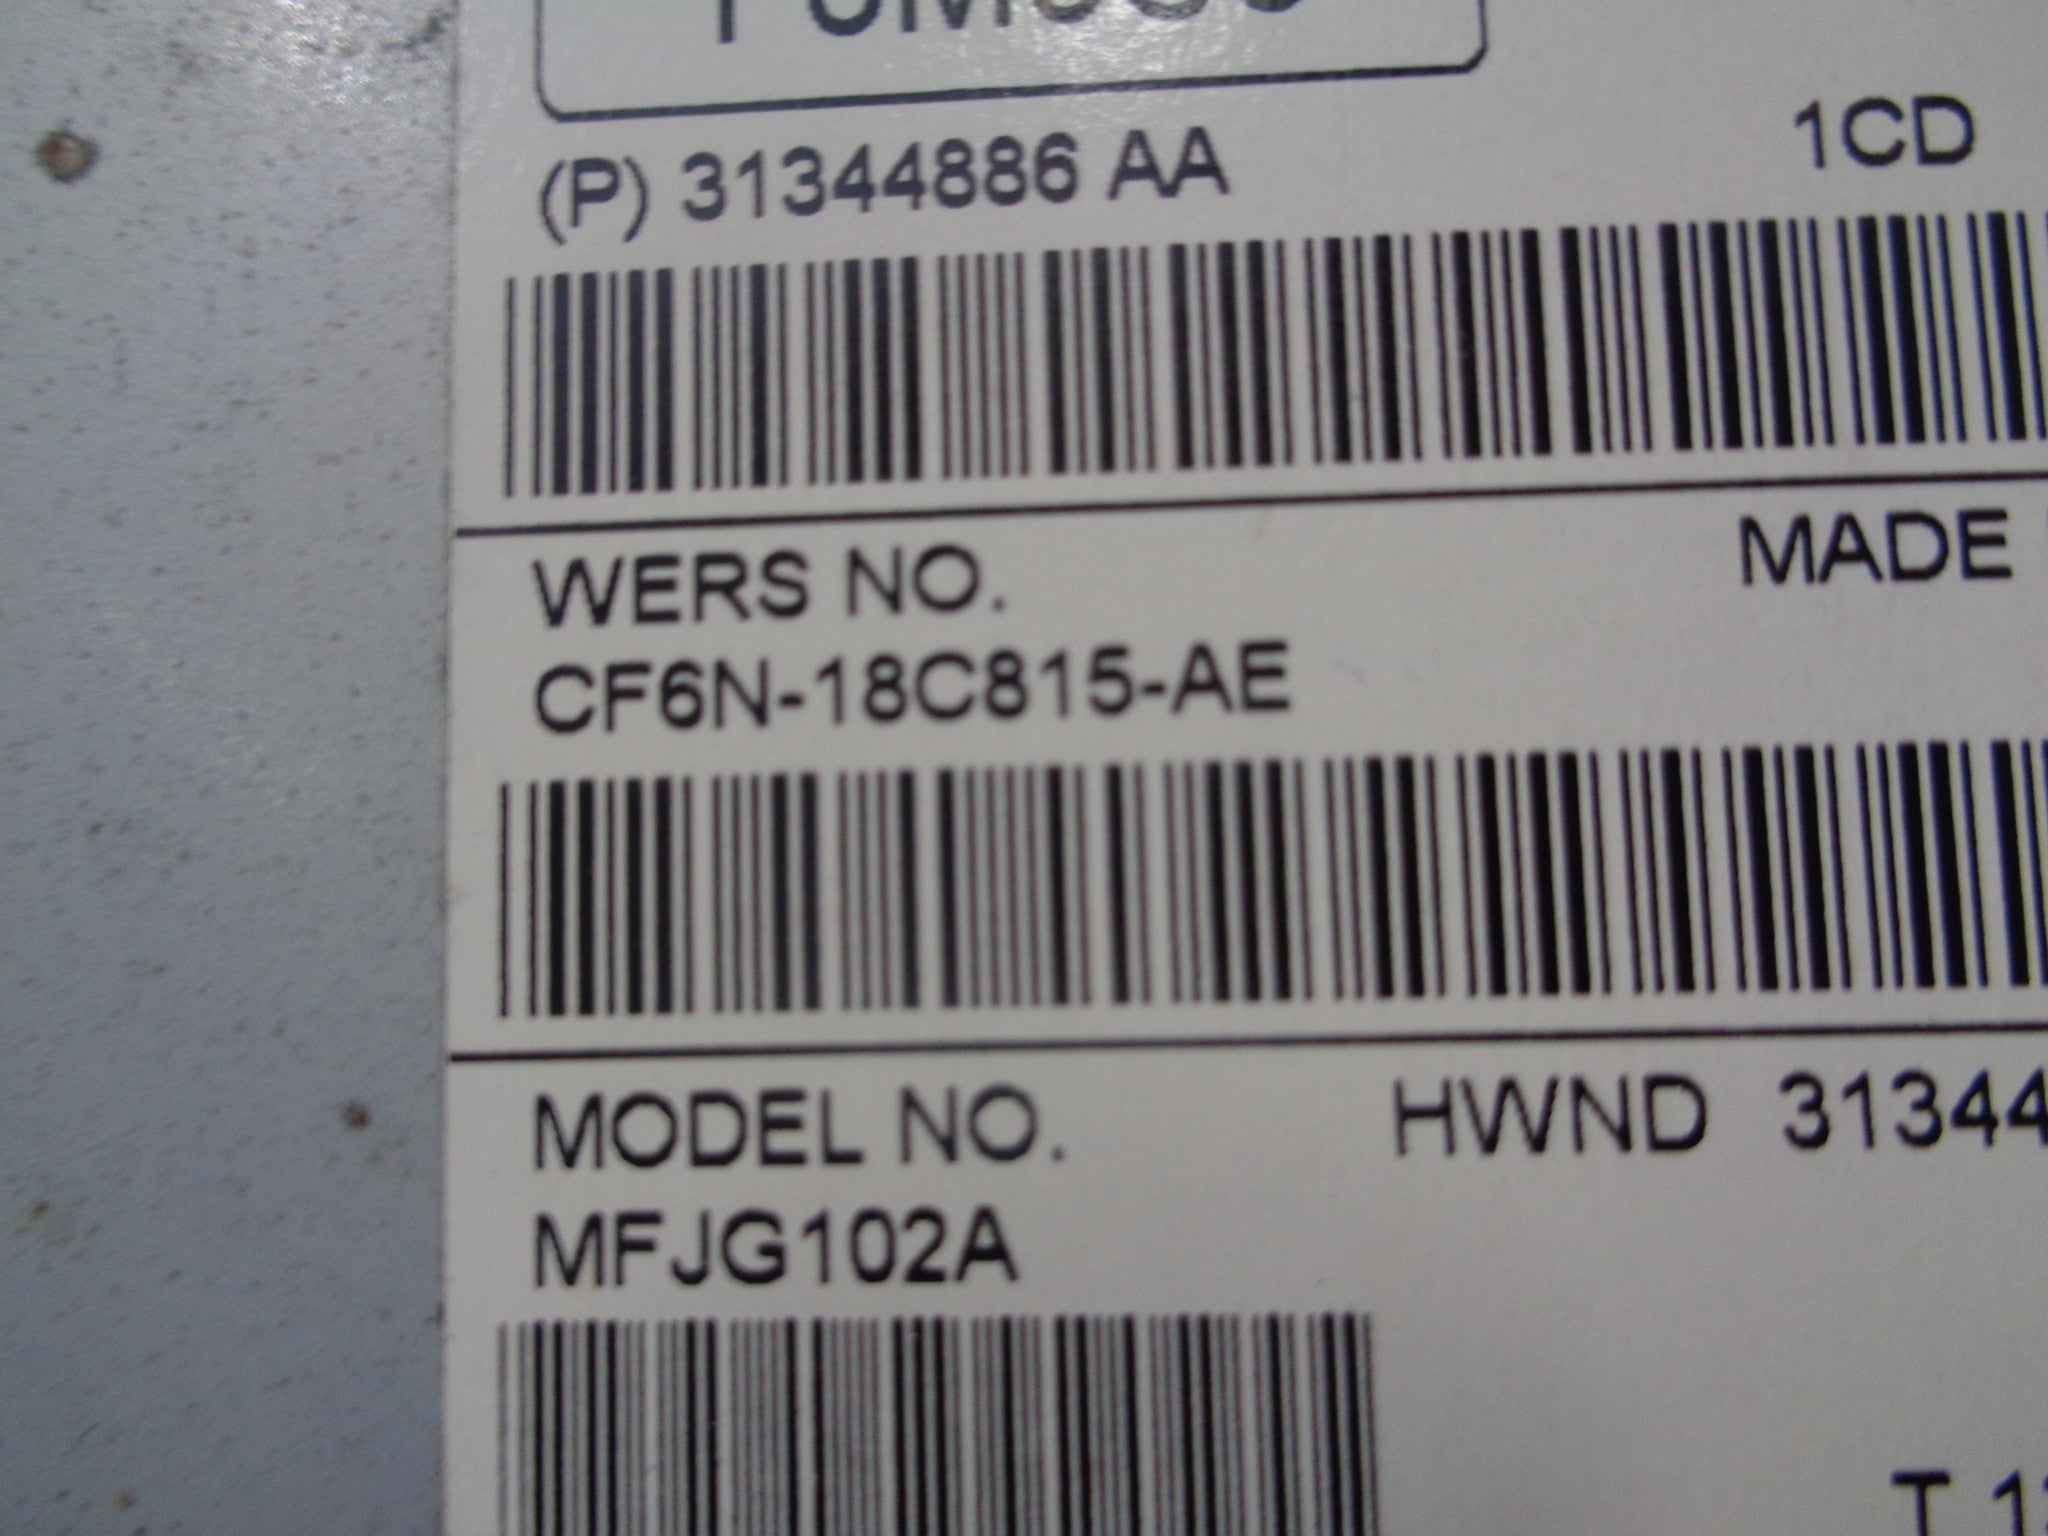 (P) 31344886 AA 1CD
WERS NO. MADE
CF6N-18C815-AE
MODEL NO. HWND 31344
MFJG102A